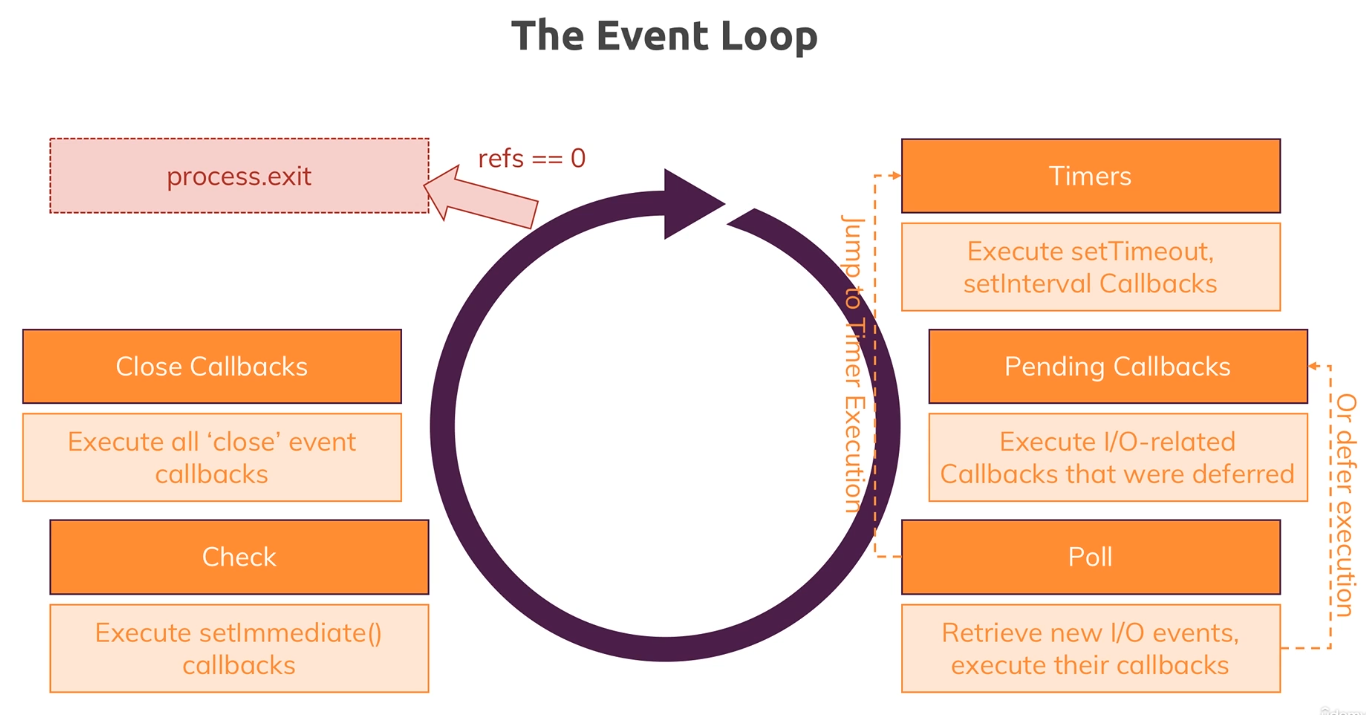 The Event Loop
process.exit
refs == 0
Timers
Execute setTimeout,
setInterval Callbacks
Jump to Timer Execution
Close Callbacks
Execute all ‘close’ event
callbacks
Pending Callbacks
Execute I/O-related
Callbacks that were deferred
Or defer execution
Check
Execute setImmediate()
callbacks
Poll
Retrieve new I/O events,
execute their callbacks